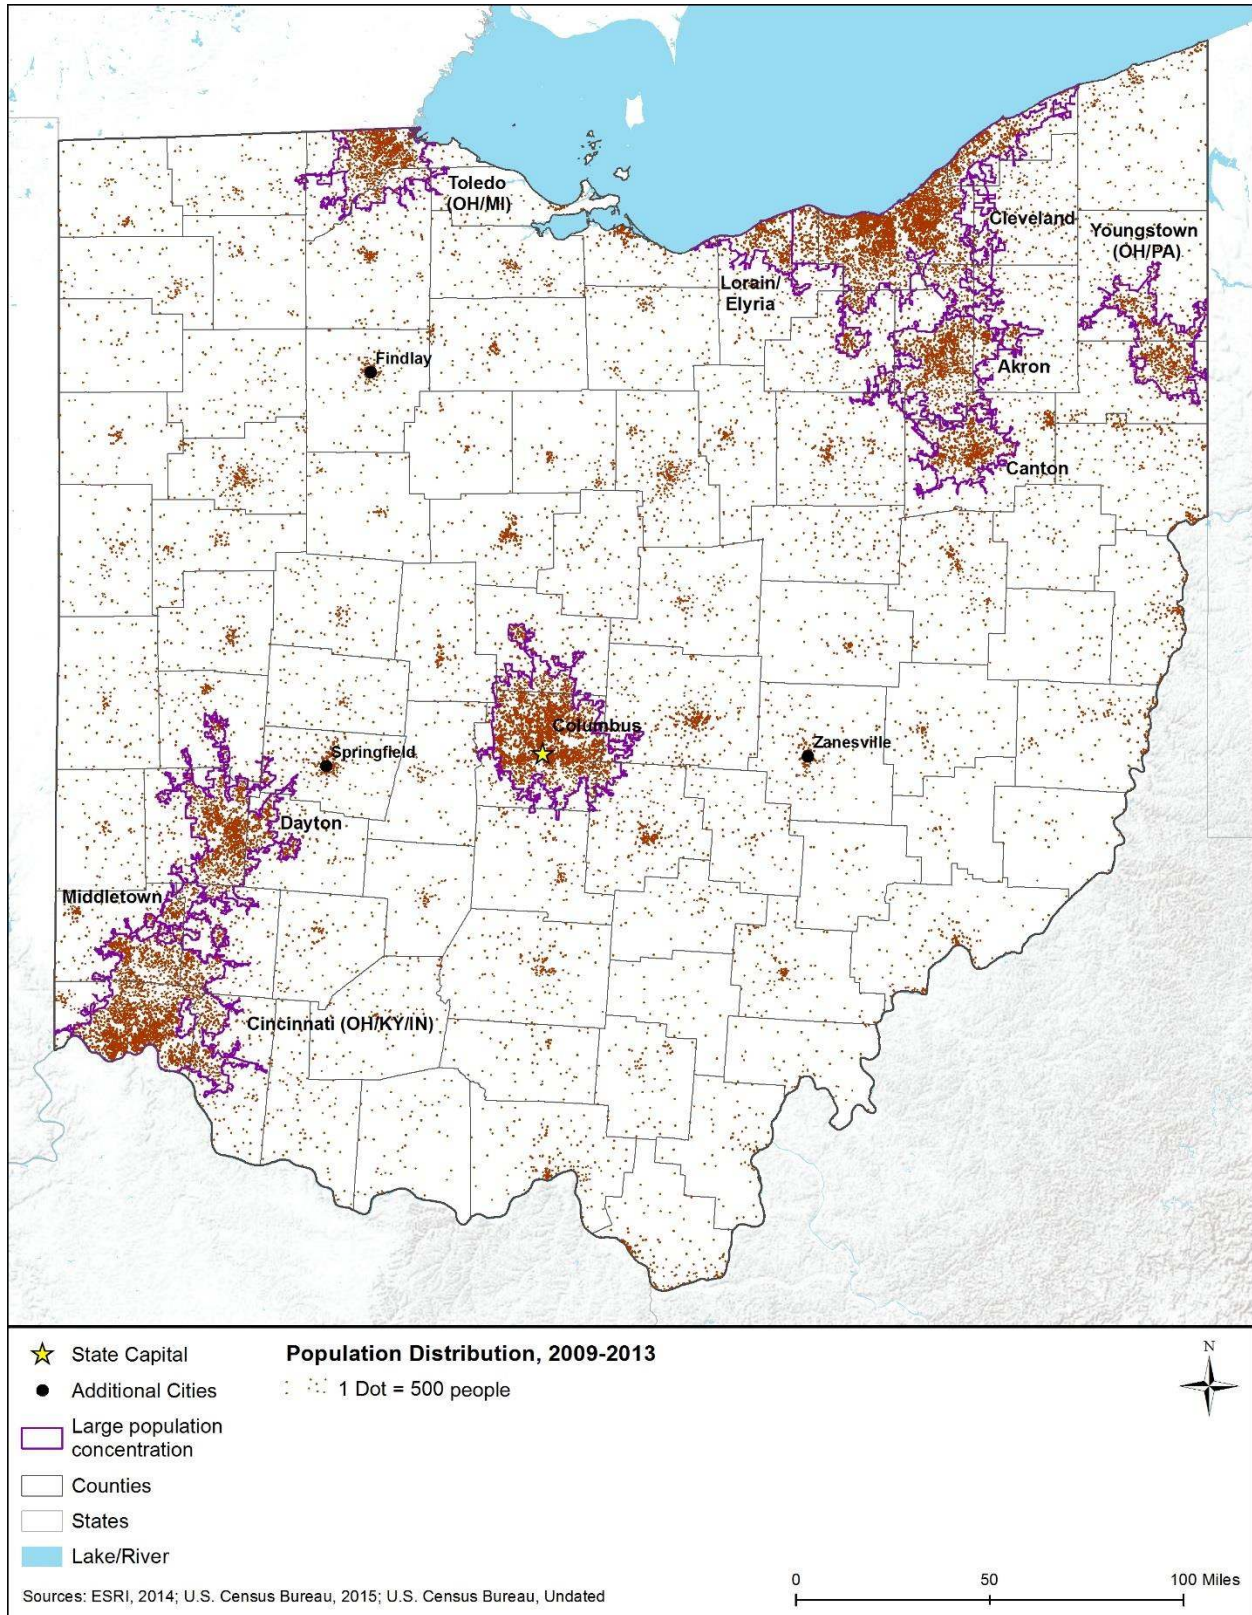 Toledo
(OH/MI)
Cleveland
Youngstown
(OH/PA)
Lorain/
Elyria
Findlay
Akron
Canton
Columbus
Springfield
Zanesville
Dayton
Middletown
Cincinnati (OH/KY/IN)
State Capital
Additional Cities
Large population
concentration
Counties
States
Lake/River
Population Distribution, 2009-2013
1 Dot = 500 people
N
0 50 100 Miles
Sources: ESRI, 2014; U.S. Census Bureau, 2015; U.S. Census Bureau, Undated